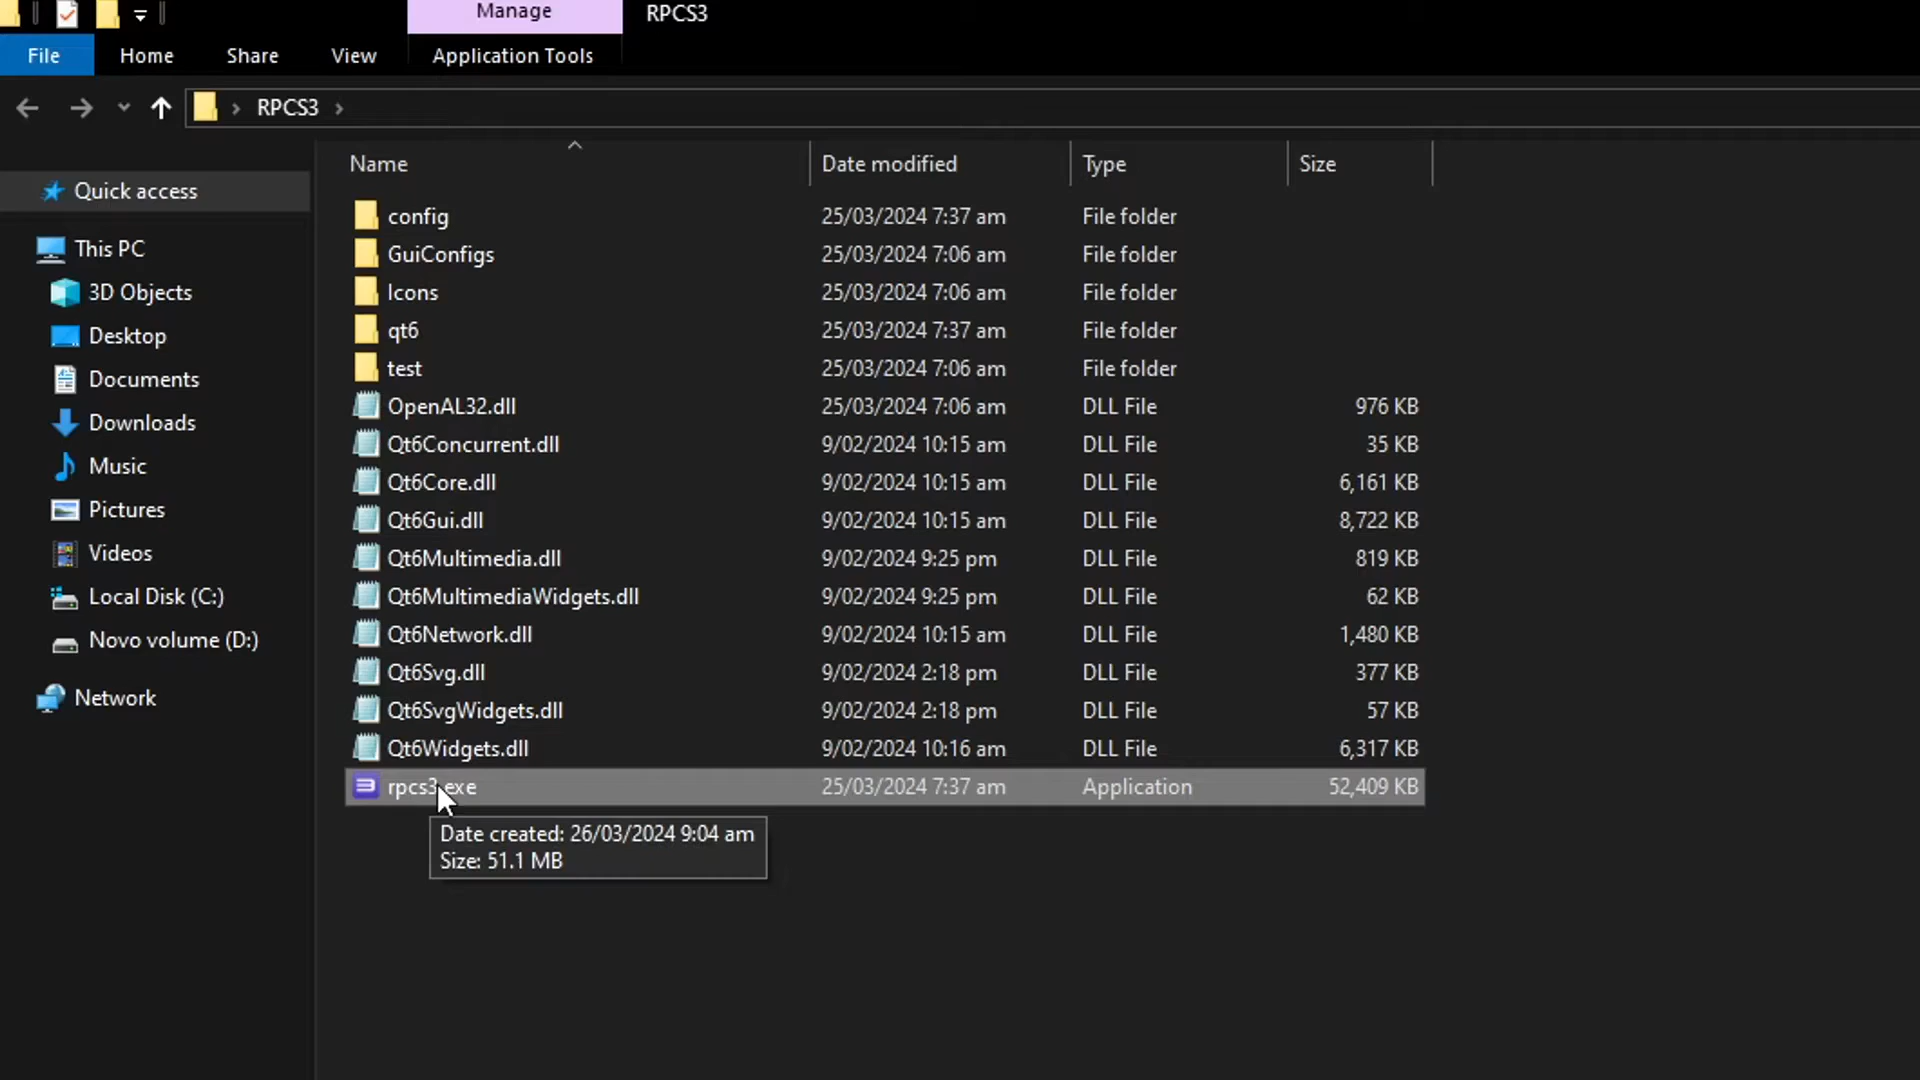 Manage RPCS3
File Home Share View Application Tools
RPCS3
Name Date modified Type Size
Quick access
This PC
3D Objects
Desktop
Documents
Downloads
Music
Pictures
Videos
Local Disk (C:)
Novo volume (D:)
Network
config 25/03/2024 7:37 am File folder
GuiConfigs 25/03/2024 7:06 am File folder
Icons 25/03/2024 7:06 am File folder
qt6 25/03/2024 7:37 am File folder
test 25/03/2024 7:06 am File folder
OpenAL32.dll 25/03/2024 7:06 am DLL File 976 KB
Qt6Concurrent.dll 9/02/2024 10:15 am DLL File 35 KB
Qt6Core.dll 9/02/2024 10:15 am DLL File 6,161 KB
Qt6Gui.dll 9/02/2024 10:15 am DLL File 8,722 KB
Qt6Multimedia.dll 9/02/2024 9:25 pm DLL File 819 KB
Qt6MultimediaWidgets.dll 9/02/2024 9:25 pm DLL File 62 KB
Qt6Network.dll 9/02/2024 10:15 am DLL File 1,480 KB
Qt6Svg.dll 9/02/2024 2:18 pm DLL File 377 KB
Qt6SvgWidgets.dll 9/02/2024 2:18 pm DLL File 57 KB
Qt6Widgets.dll 9/02/2024 10:16 am DLL File 6,317 KB
rpcs3.exe 25/03/2024 7:37 am Application 52,409 KB
Date created: 26/03/2024 9:04 am
Size: 51.1 MB